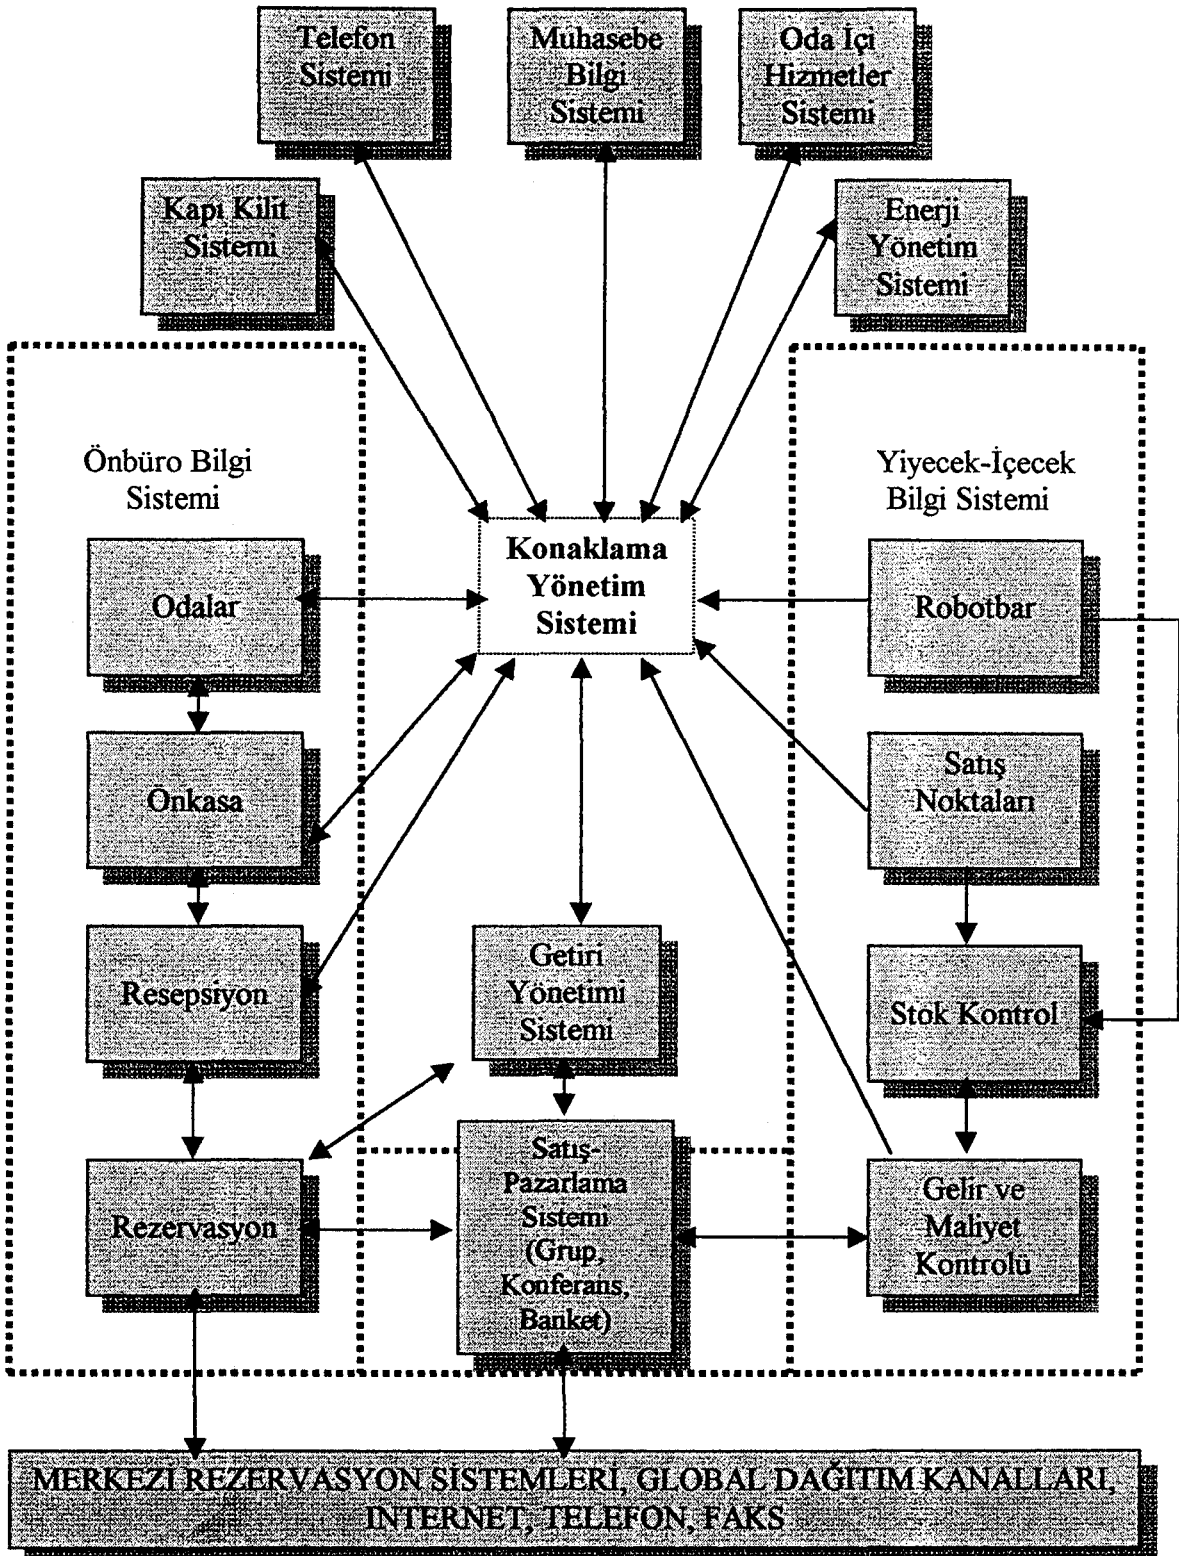 Telefon
Sistemi
Muhasebe
Bilgi
Sistemi
Oda İçi
Hizmetler
Sistemi
Kapı Kilit
Sistemi
Enerji
Yönetim
Sistemi
Önbüro Bilgi
Sistemi
Yiyecek-İçecek
Bilgi Sistemi
Konaklama
Yönetim
Sistemi
Odalar
Robotbar
Önkasa
Satış
Noktaları
Resepsiyon
Getiri
Yönetimi
Sistemi
Stok Kontrol
Rezervasyon
Satış-
Pazarlama
Sistemi
(Grup,
Konferans,
Banket)
Gelir ve
Maliyet
Kontrolü
MERKEZİ REZERVASYON SİSTEMLERİ, GLOBAL DAĞITIM KANALLARI,
INTERNET, TELEFON, FAKS